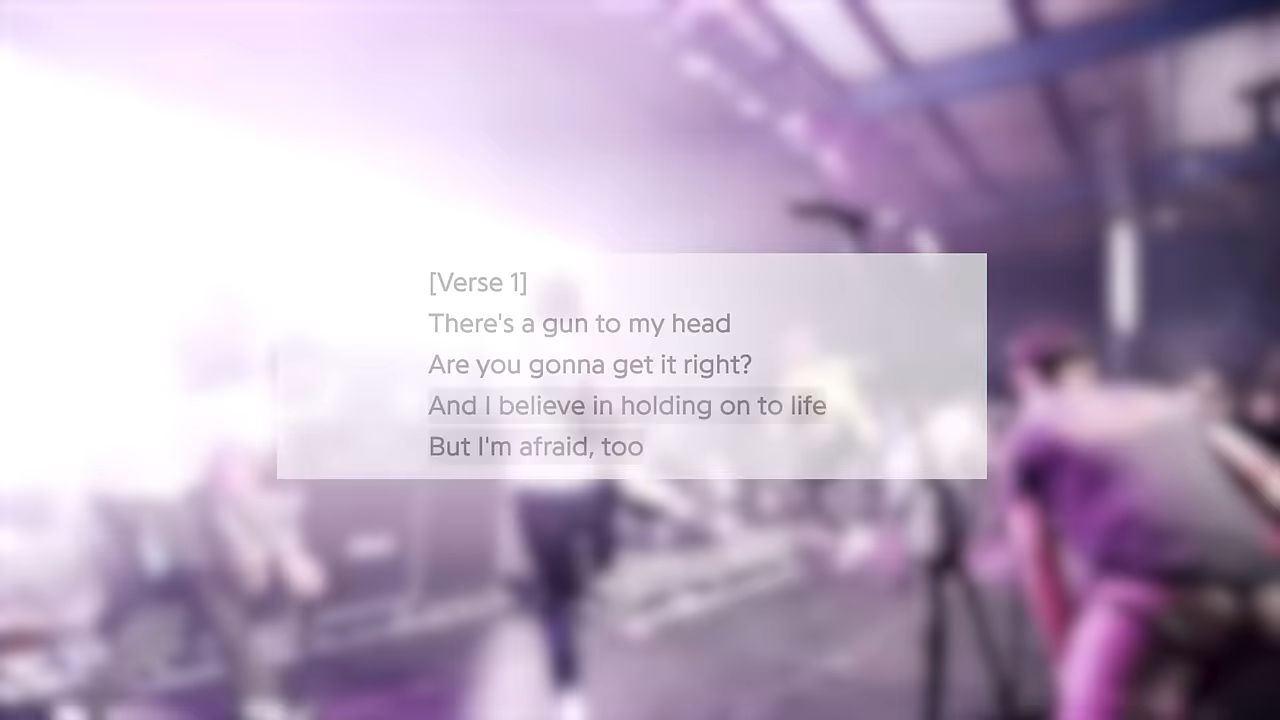 [Verse 1]
There's a gun to my head
Are you gonna get it right?
And I believe in holding on to life
But I'm afraid, too